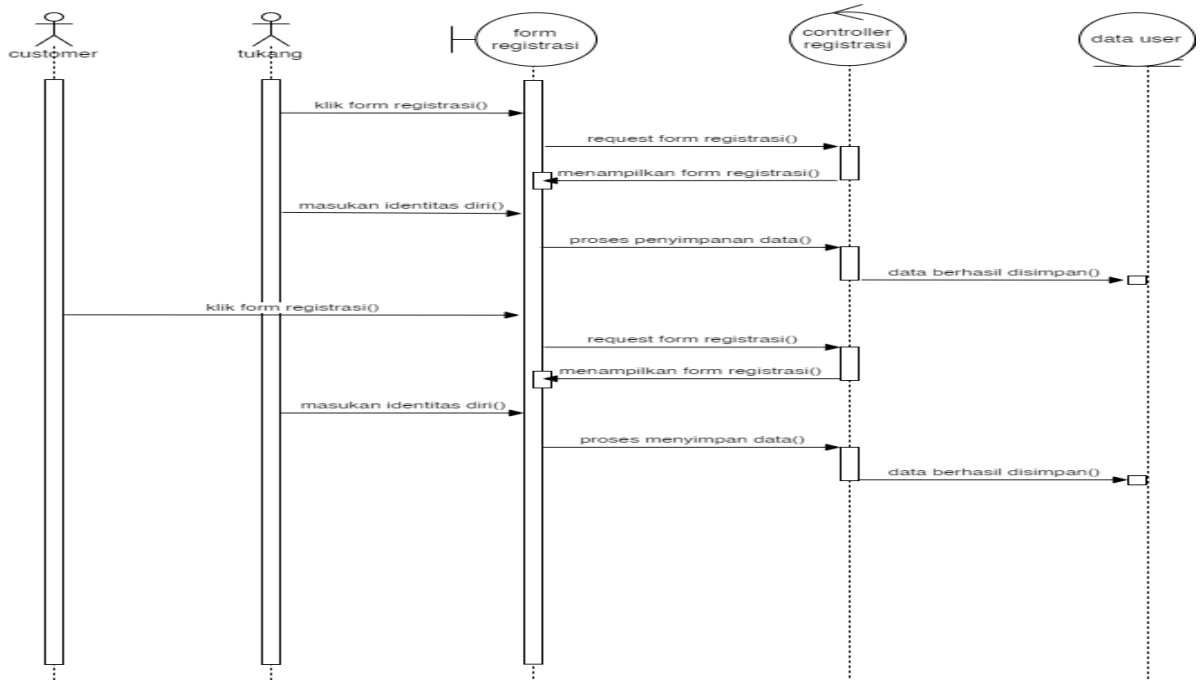 customer
tukang
form
registrasi
controller
registrasi
data user
klik form registrasi()
request form registrasi()
menampilkan form registrasi()
masukan identitas diri()
proses penyimpanan data()
data berhasil disimpan()
klik form registrasi()
request form registrasi()
menampilkan form registrasi()
masukan identitas diri()
proses menyimpan data()
data berhasil disimpan()